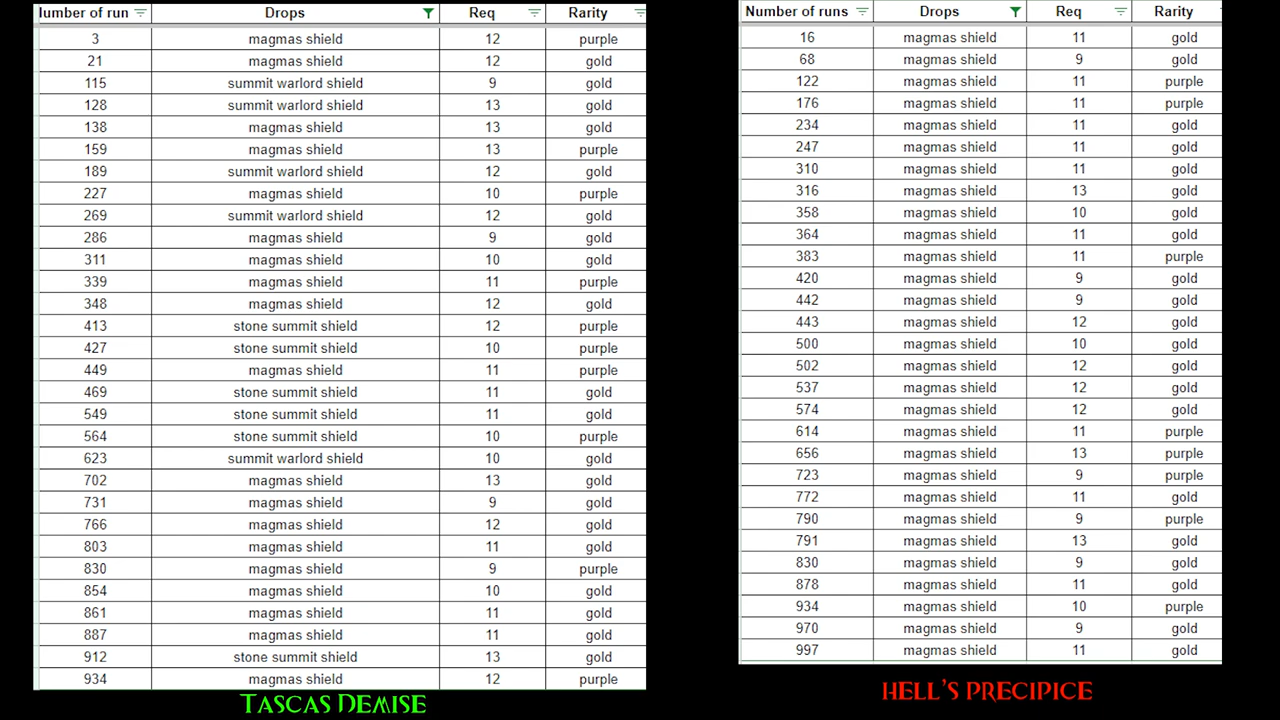 lumber of run Drops Req Rarity
3 magmas shield 12 purple
21 magmas shield 12 gold
115 summit warlord shield 9 gold
128 summit warlord shield 13 gold
138 magmas shield 13 gold
159 magmas shield 13 purple
189 summit warlord shield 12 gold
227 magmas shield 10 purple
269 summit warlord shield 12 gold
286 magmas shield 9 gold
311 magmas shield 10 gold
339 magmas shield 11 purple
348 magmas shield 12 gold
413 stone summit shield 12 purple
427 stone summit shield 10 purple
449 magmas shield 11 purple
469 stone summit shield 11 gold
549 stone summit shield 11 gold
564 stone summit shield 10 purple
623 summit warlord shield 10 gold
702 magmas shield 13 gold
731 magmas shield 9 gold
766 magmas shield 12 gold
803 magmas shield 11 gold
830 magmas shield 9 purple
854 magmas shield 10 gold
861 magmas shield 11 gold
887 magmas shield 11 gold
912 stone summit shield 13 gold
934 magmas shield 12 purple
TASCAS DEMISE
Number of runs Drops Req Rarity
16 magmas shield 11 gold
68 magmas shield 9 gold
122 magmas shield 11 purple
176 magmas shield 11 purple
234 magmas shield 11 gold
247 magmas shield 11 gold
310 magmas shield 11 gold
316 magmas shield 13 gold
358 magmas shield 10 gold
364 magmas shield 11 gold
383 magmas shield 11 purple
420 magmas shield 9 gold
442 magmas shield 9 gold
443 magmas shield 12 gold
500 magmas shield 10 gold
502 magmas shield 12 gold
537 magmas shield 12 gold
574 magmas shield 12 gold
614 magmas shield 11 purple
656 magmas shield 13 purple
723 magmas shield 9 purple
772 magmas shield 11 gold
790 magmas shield 9 purple
791 magmas shield 13 gold
830 magmas shield 9 gold
878 magmas shield 11 gold
934 magmas shield 10 purple
970 magmas shield 9 gold
997 magmas shield 11 gold
HELL'S PRECIPICE